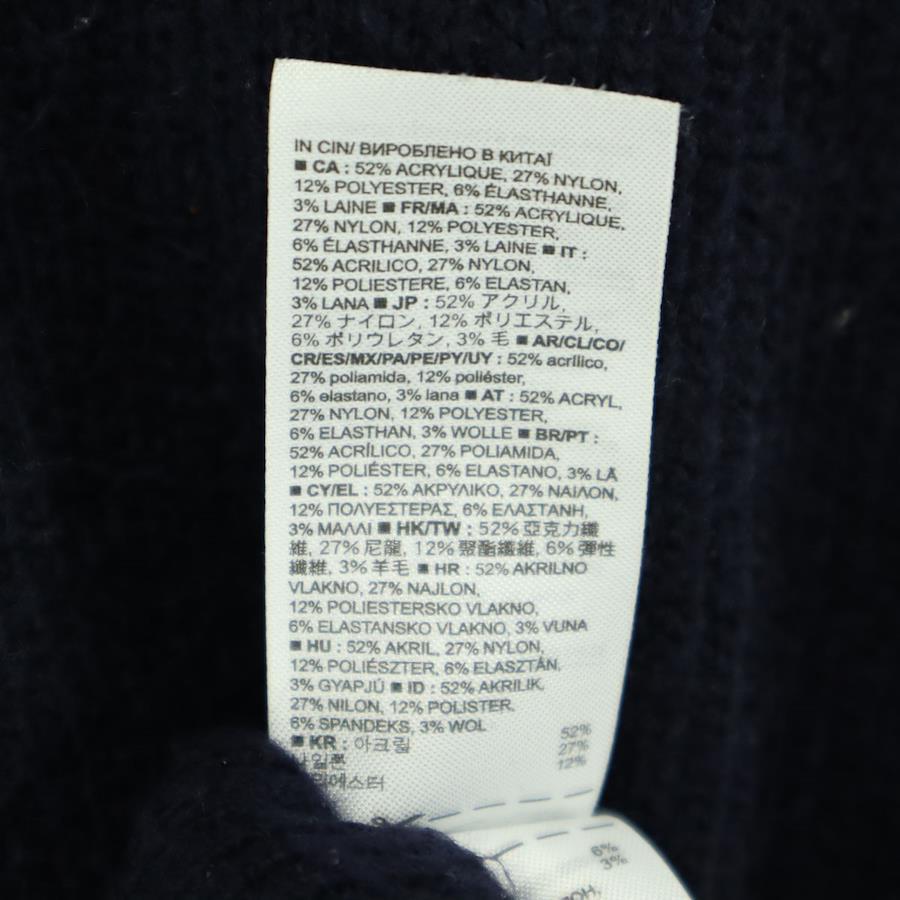 IN CIN/ ВИРОБЛЕНО В КИТАЇ
■ CA : 52% ACRYLIQUE, 27% NYLON,
12% POLYESTER, 6% ÉLASTHANNE,
3% LAINE ■ FR/MA : 52% ACRYLIQUE,
27% NYLON, 12% POLYESTER,
6% ÉLASTHANNE, 3% LAINE ■ IT :
52% ACRILICO, 27% NYLON,
12% POLIESTERE, 6% ELASTAN,
3% LANA ■ JP : 52% アクリル,
27% ナイロン, 12% ポリエステル,
6% ポリウレタン, 3% 毛 ■ AR/CL/CO/
CR/ES/MX/PA/PE/PY/UY : 52% acrílico,
27% poliamida, 12% poliéster,
6% elastano, 3% lana ■ AT : 52% ACRYL,
27% NYLON, 12% POLYESTER,
6% ELASTHAN, 3% WOLLE ■ BR/PT :
52% ACRÍLICO, 27% POLIAMIDA,
12% POLIÉSTER, 6% ELASTANO, 3% LÃ
■ CY/EL : 52% ΑΚΡΥΛΙΚΟ, 27% ΝΑΙΛΟΝ,
12% ΠΟΛΥΕΣΤΕΡΑΣ, 6% ΕΛΑΣΤΑΝΗ,
3% ΜΑΛΛΙ ■ HK/TW : 52% 亞克力纖
維, 27% 尼龍, 12% 聚酯纖維, 6% 彈性
纖維, 3% 羊毛 ■ HR : 52% AKRILNO
VLAKNO, 27% NAJLON,
12% POLIESTERSKO VLAKNO,
6% ELASTANSKO VLAKNO, 3% VUNA
■ HU : 52% AKRIL, 27% NYLON,
12% POLIÉSZTER, 6% ELASZTÁN,
3% GYAPJÚ ■ ID : 52% AKRILIK,
27% NILON, 12% POLISTER,
6% SPANDEKS, 3% WOL
■ KR : 아크릴 52%
나일론 27%
12%
6%
3%